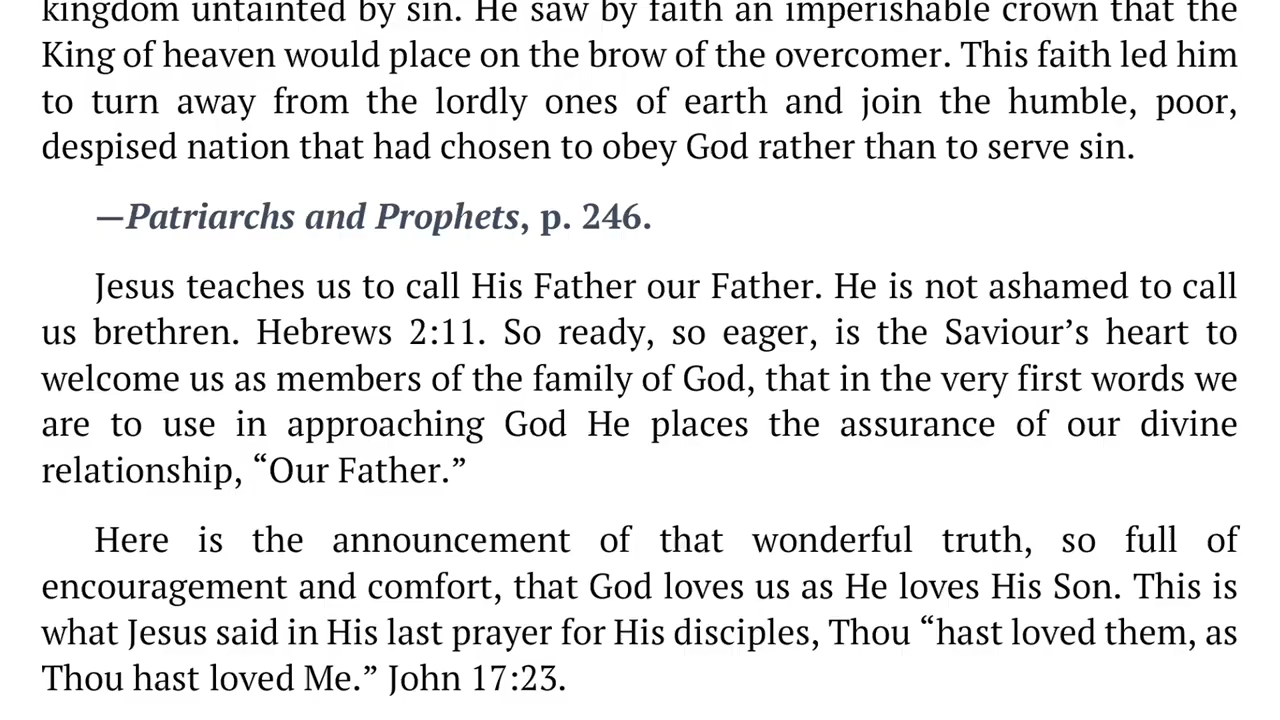 kingdom untainted by sin. He saw by faith an imperishable crown that the
King of heaven would place on the brow of the overcomer. This faith led him
to turn away from the lordly ones of earth and join the humble, poor,
despised nation that had chosen to obey God rather than to serve sin.
—Patriarchs and Prophets, p. 246.
Jesus teaches us to call His Father our Father. He is not ashamed to call
us brethren. Hebrews 2:11. So ready, so eager, is the Saviour’s heart to
welcome us as members of the family of God, that in the very first words we
are to use in approaching God He places the assurance of our divine
relationship, “Our Father.”
Here is the announcement of that wonderful truth, so full of
encouragement and comfort, that God loves us as He loves His Son. This is
what Jesus said in His last prayer for His disciples, Thou “hast loved them, as
Thou hast loved Me.” John 17:23.